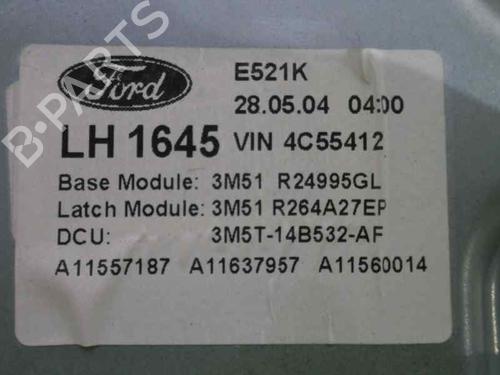 Ford E521K
28.05.04 04:00
LH 1645 VIN 4C55412
Base Module: 3M51 R24995GL
Latch Module: 3M51 R264A27EP
DCU: 3M5T-14B532-AF
A11557187 A11637957 A11560014
B-PARTS